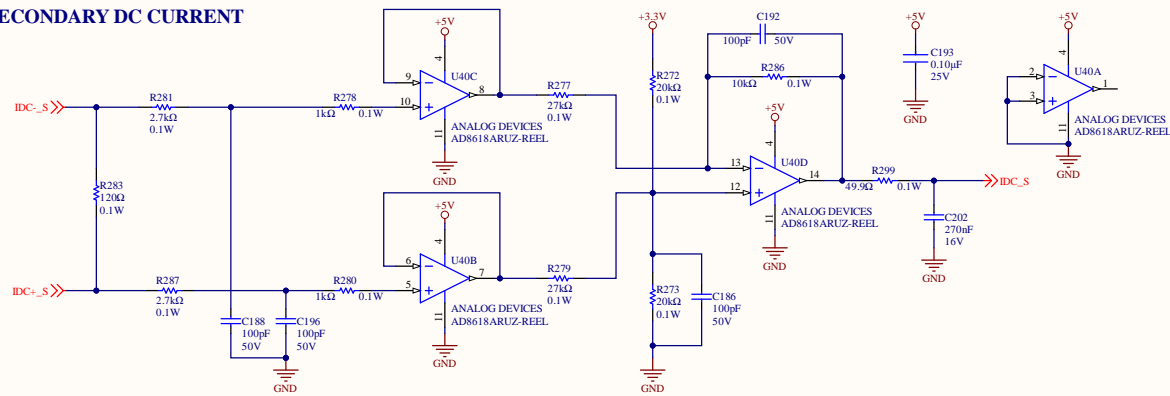 ECONDARY DC CURRENT
+5V
4
9
U40C
8
10
11
ANALOG DEVICES
AD8618ARUZ-REEL
GND
IDC-_S
R281
2.7kΩ
0.1W
R278
1kΩ
0.1W
R277
27kΩ
0.1W
R283
120Ω
0.1W
IDC+_S
R287
2.7kΩ
0.1W
R280
1kΩ
0.1W
C188
100pF
50V
C196
100pF
50V
GND
+5V
4
6
U40B
7
5
11
ANALOG DEVICES
AD8618ARUZ-REEL
GND
R279
27kΩ
0.1W
+3.3V
R272
20kΩ
0.1W
R273
20kΩ
0.1W
C186
100pF
50V
GND
C192
100pF
50V
R286
10kΩ
0.1W
+5V
4
13
U40D
14
12
11
ANALOG DEVICES
AD8618ARUZ-REEL
GND
R299
49.9Ω
0.1W
IDC_S
C202
270nF
16V
GND
+5V
C193
0.10μF
25V
GND
+5V
4
2
U40A
1
3
11
ANALOG DEVICES
AD8618ARUZ-REEL
GND